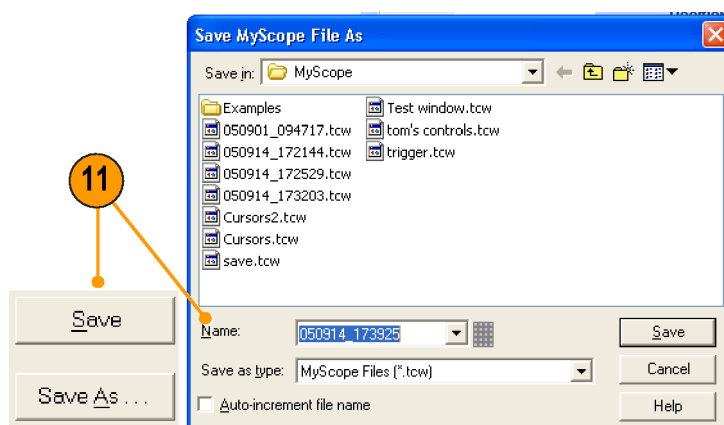 Save MyScope File As
Save in: MyScope
Examples
050901_094717.tcw
050914_172144.tcw
050914_172529.tcw
050914_173203.tcw
Cursors2.tcw
Cursors.tcw
save.tcw
Test window.tcw
tom's controls.tcw
trigger.tcw
11
Save
Save As . . .
Name: 050914_173925
Save
Save as type: MyScope Files (*.tcw)
Cancel
Auto-increment file name
Help